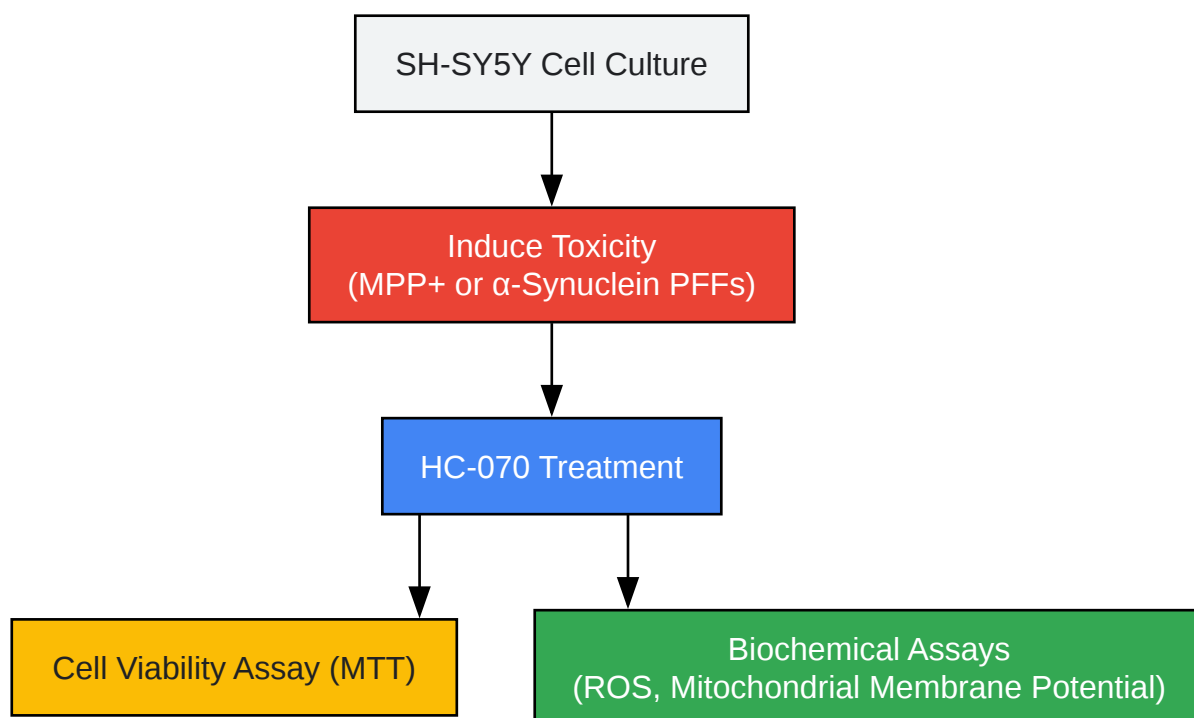 SH-SY5Y Cell Culture
Induce Toxicity
(MPP+ or α-Synuclein PFFs)
HC-070 Treatment
Cell Viability Assay (MTT)
Biochemical Assays
(ROS, Mitochondrial Membrane Potential)